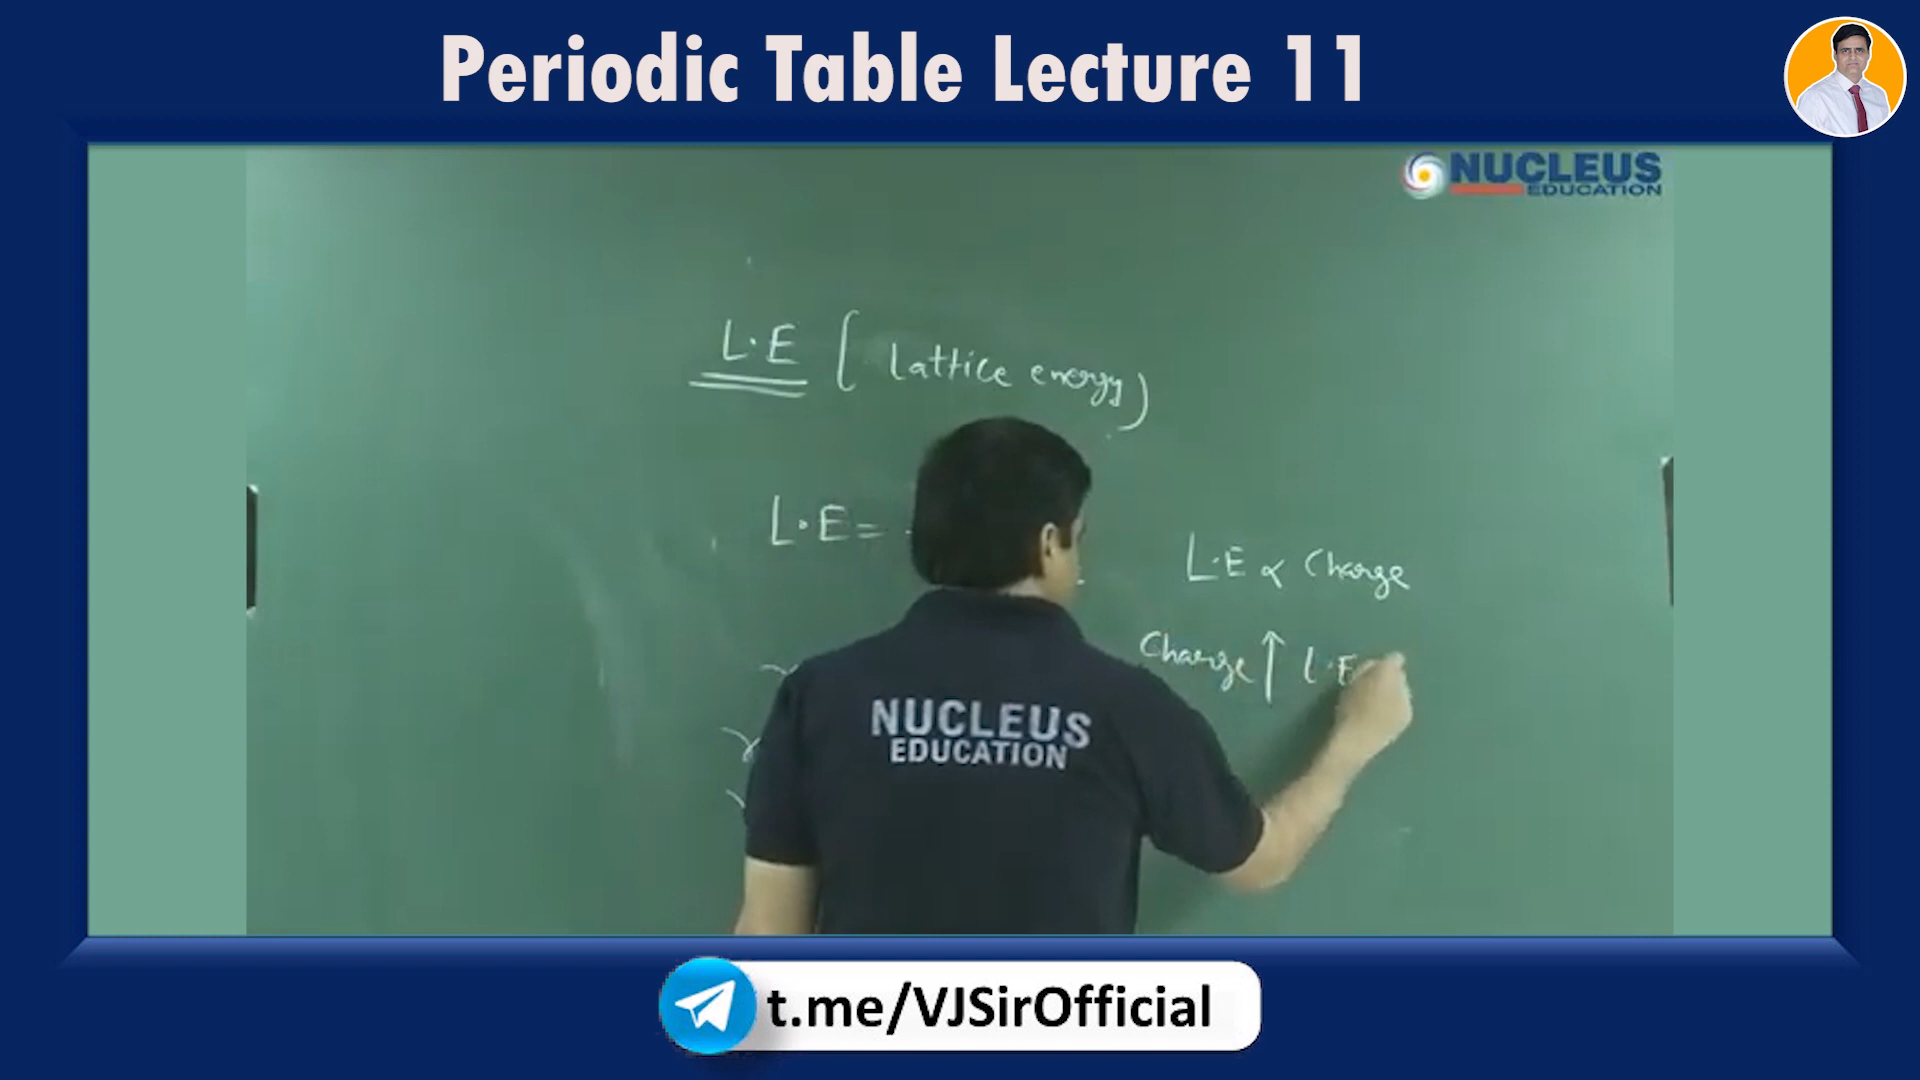 Periodic Table Lecture 11
NUCLEUS
EDUCATION
L.E (Lattice energy)
L.E =
L.E ∝ Charge
Charge ↑ L.E
NUCLEUS
EDUCATION
t.me/VJSirOfficial